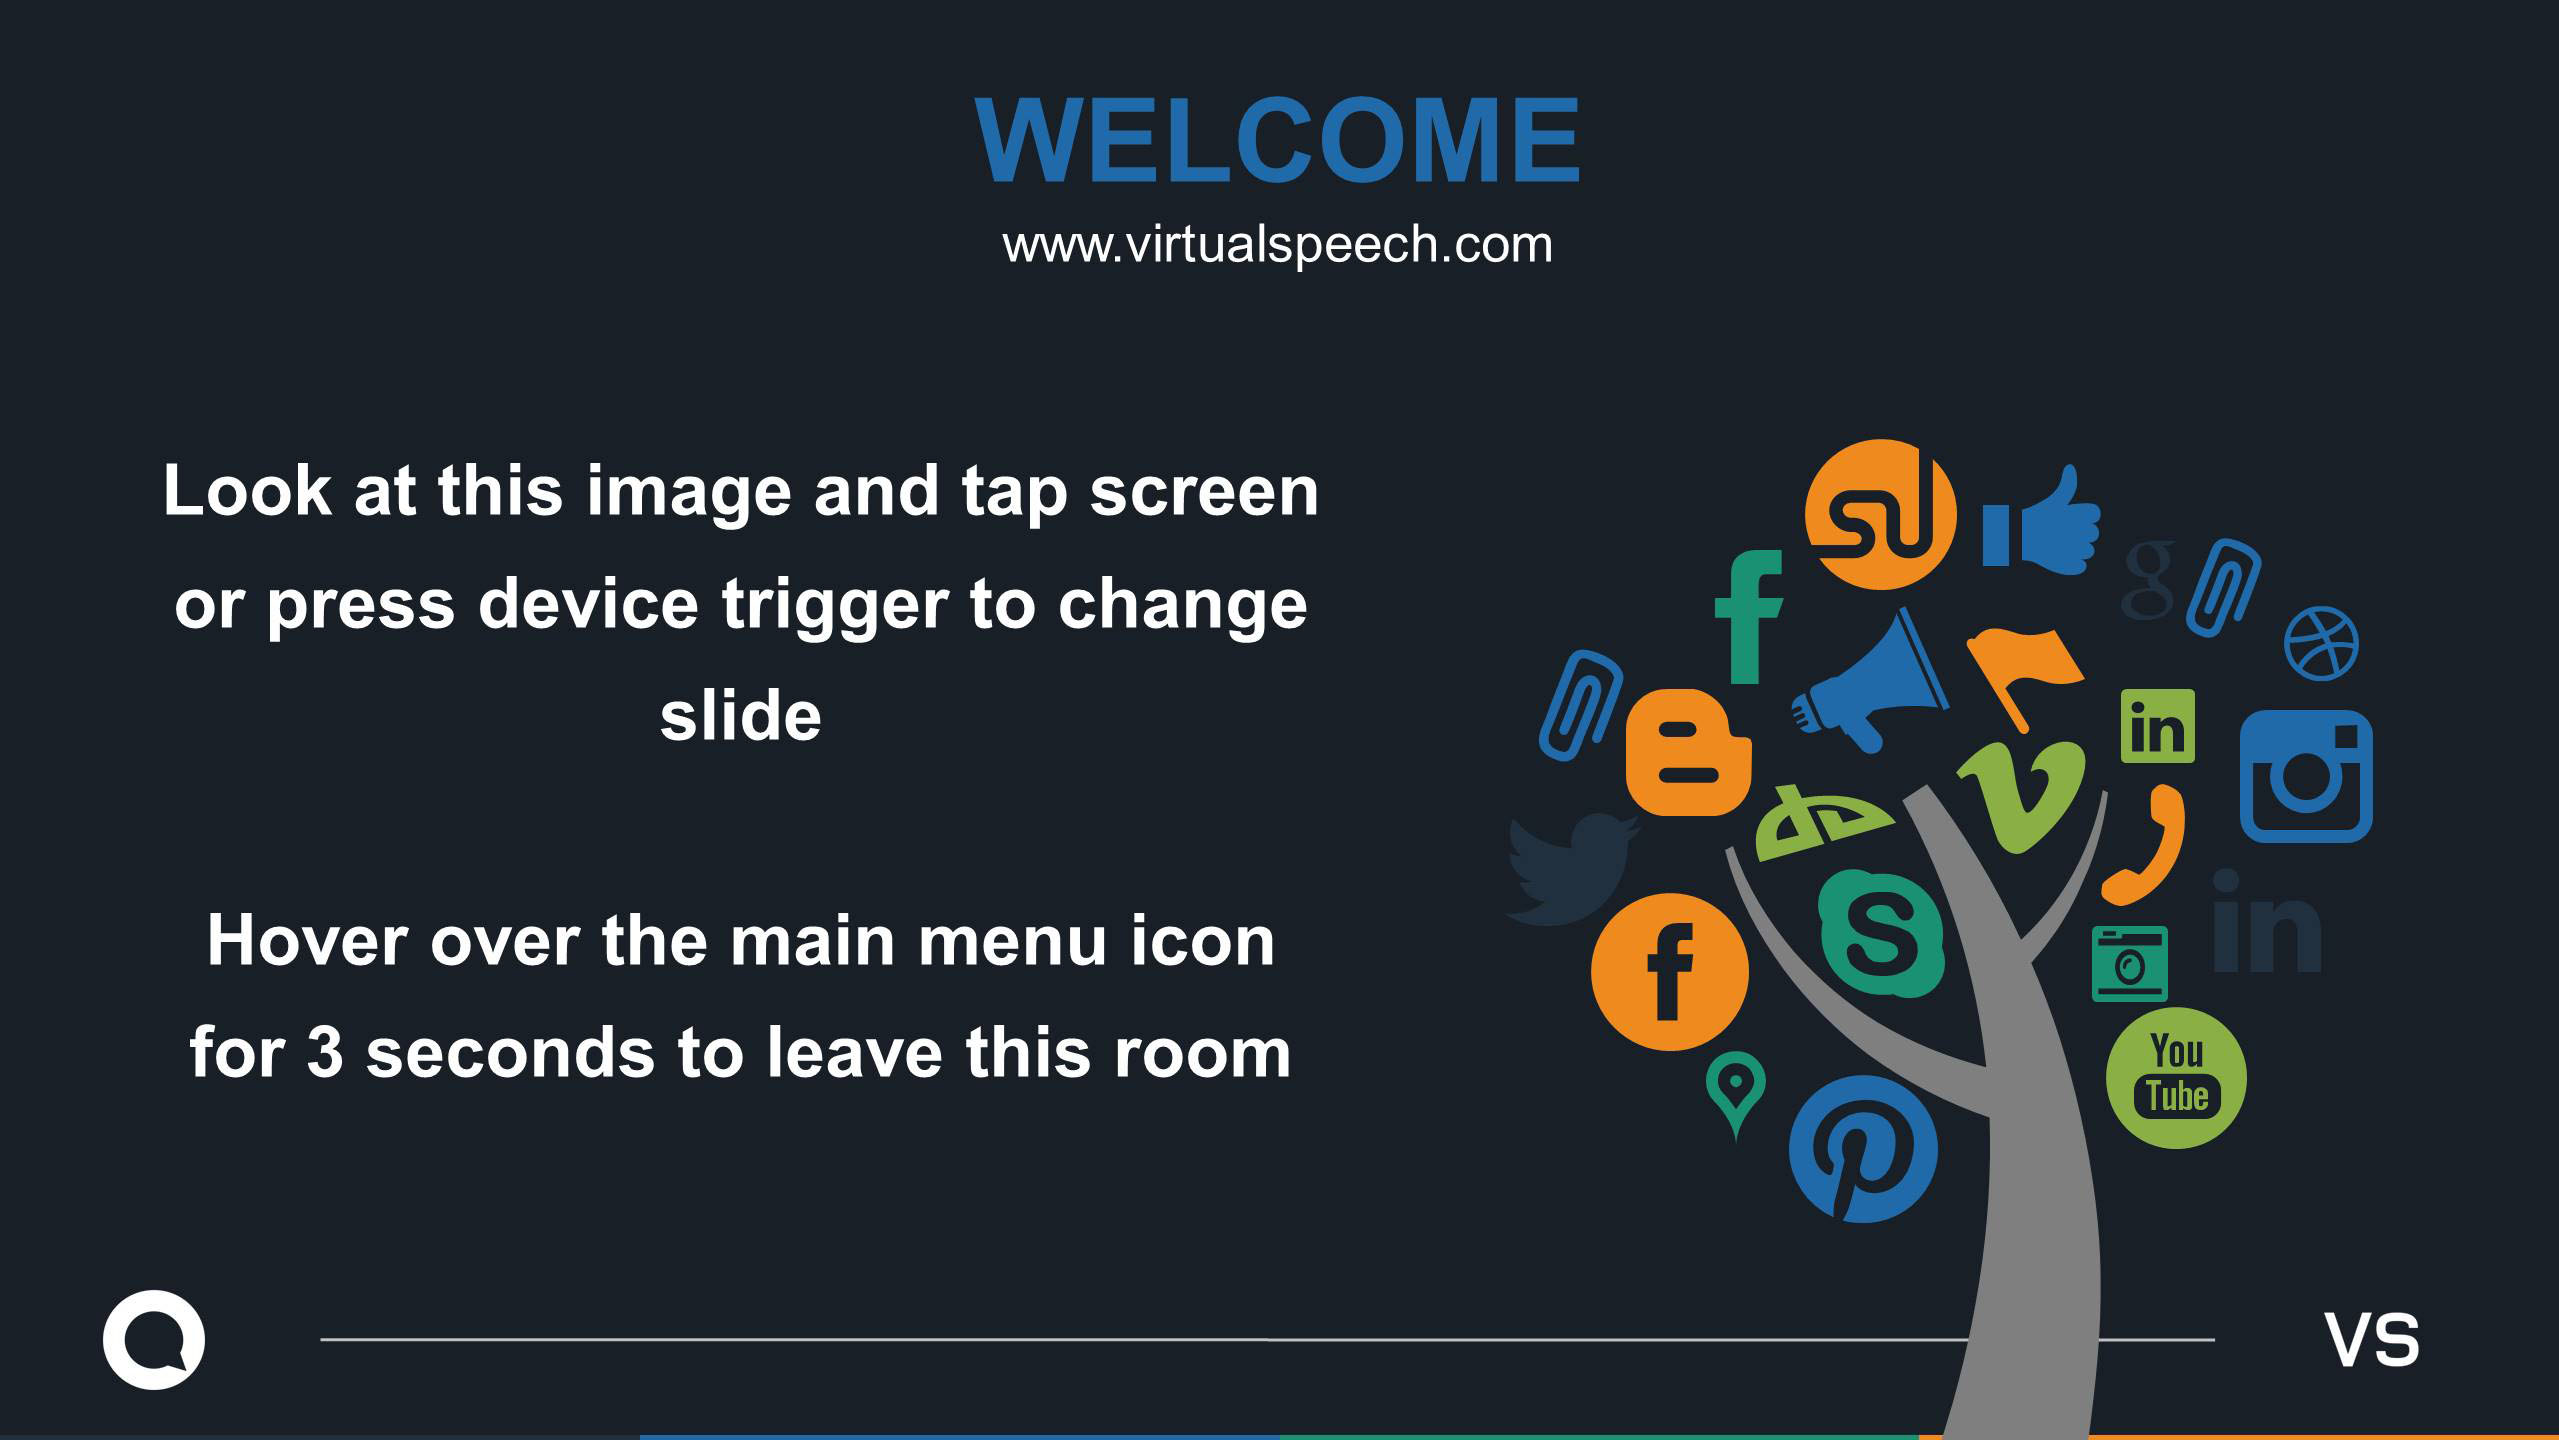 WELCOME
www.virtualspeech.com
Look at this image and tap screen
or press device trigger to change
slide
Hover over the main menu icon
for 3 seconds to leave this room
su
f
g
in
in
f
S
You
Tube
VS